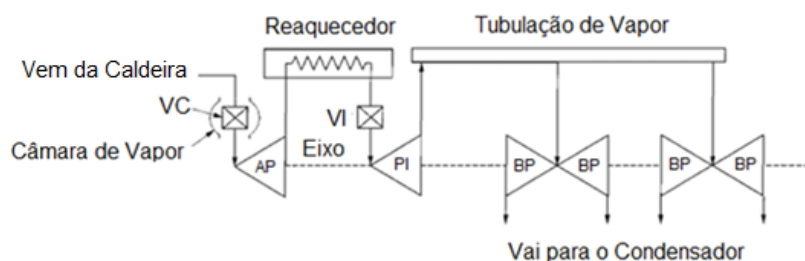 Reaquecedor
Tubulação de Vapor
Vem da Caldeira
VC
VI
Câmara de Vapor
Eixo
AP
PI
BP
BP
BP
BP
Vai para o Condensador